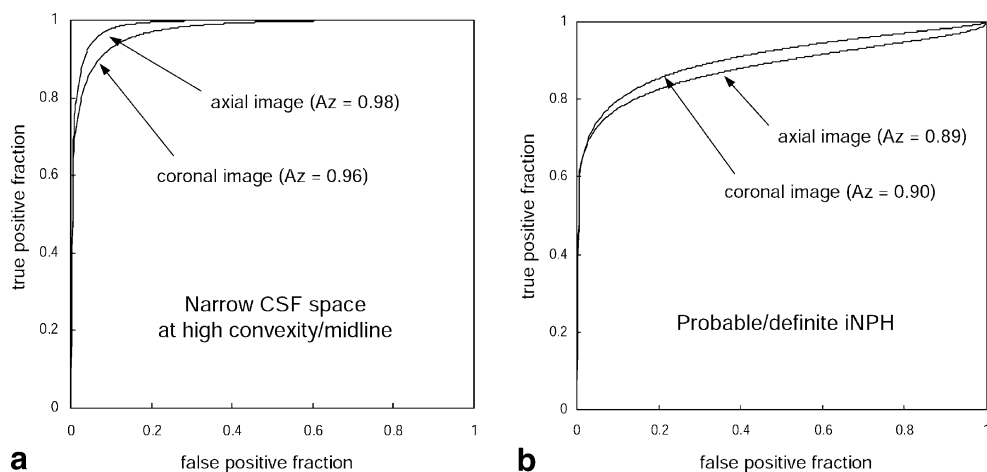 1
0.8
0.6
0.4
0.2
0
true positive fraction
axial image (Az = 0.98)
coronal image (Az = 0.96)
Narrow CSF space
at high convexity/midline
0 0.2 0.4 0.6 0.8 1
false positive fraction
a
1
0.8
0.6
0.4
0.2
0
true positive fraction
axial image (Az = 0.89)
coronal image (Az = 0.90)
Probable/definite iNPH
0 0.2 0.4 0.6 0.8 1
false positive fraction
b